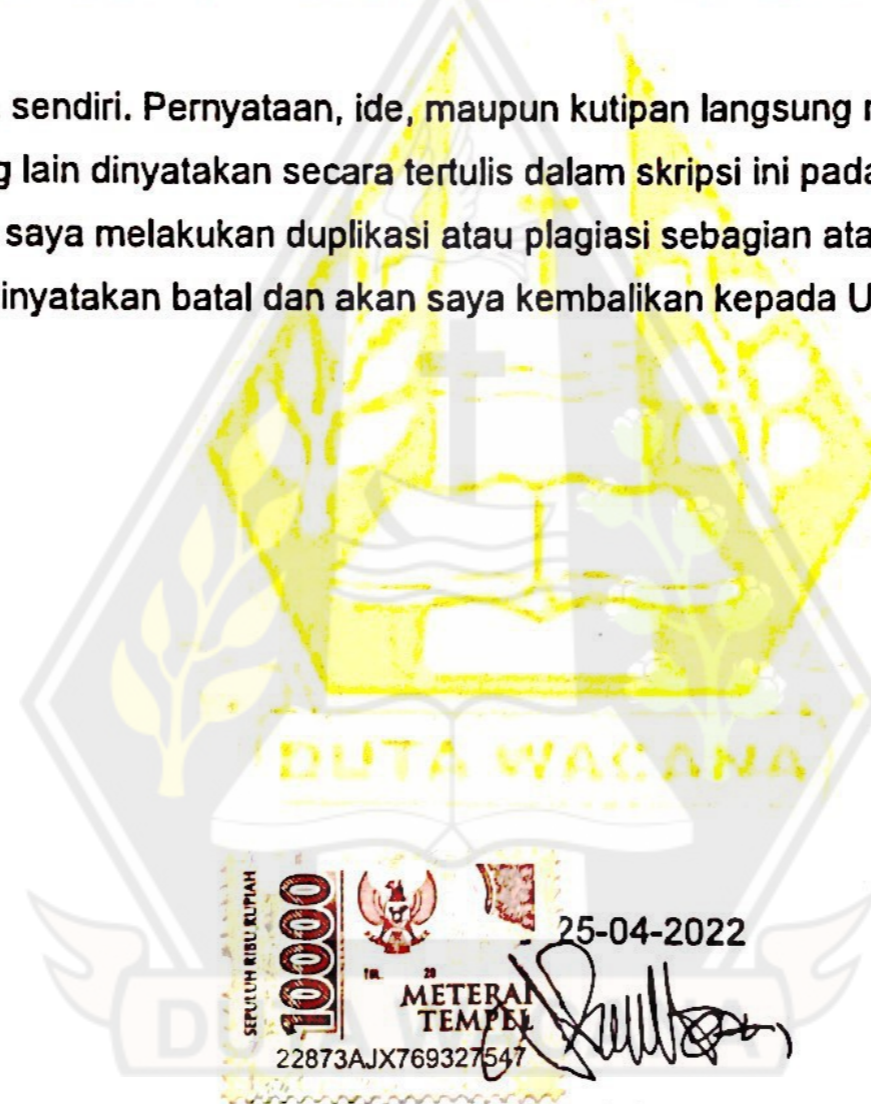 sendiri. Pernyataan, ide, maupun kutipan langsung
lain dinyatakan secara tertulis dalam skripsi ini pada
saya melakukan duplikasi atau plagiasi sebagian
inyatakan batal dan akan saya kembalikan kepada U
DUTA WACANA
SEPULUH RIBU RUPIAH
10000
TGL. 20
25-04-2022
METERAI
TEMPEL
22873AJX769327547